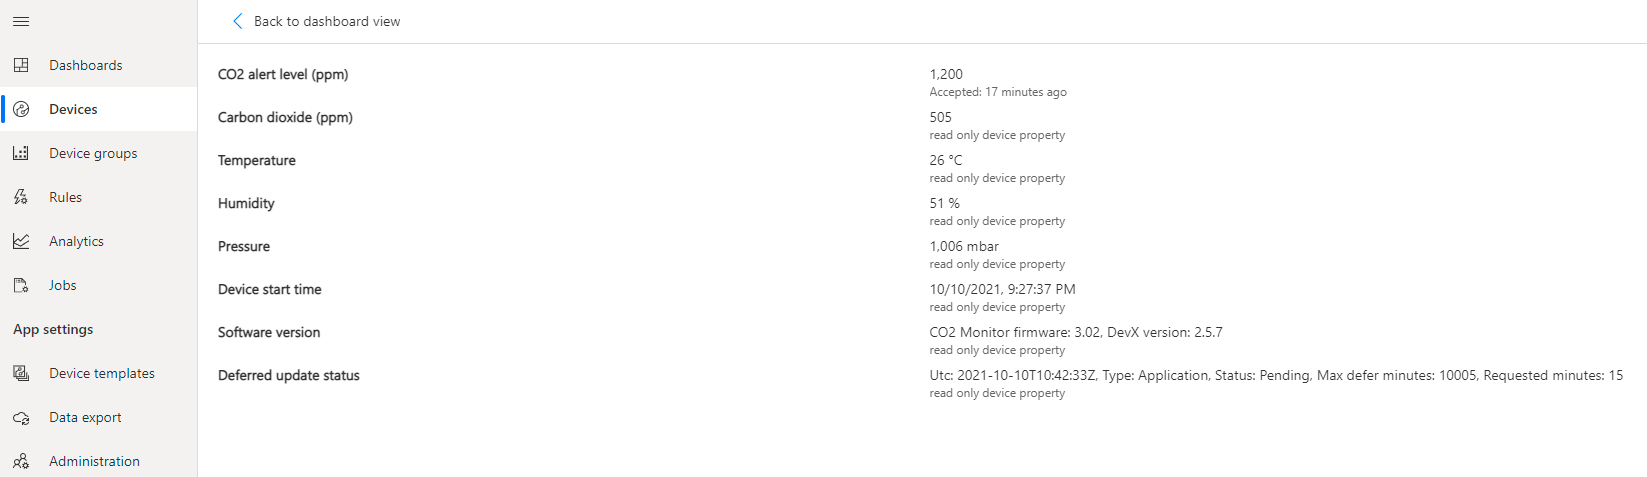 Back to dashboard view
Dashboards
Devices
Device groups
Rules
Analytics
Jobs
App settings
Device templates
Data export
Administration
CO2 alert level (ppm)
1,200
Accepted: 17 minutes ago
Carbon dioxide (ppm)
505
read only device property
Temperature
26 °C
read only device property
Humidity
51 %
read only device property
Pressure
1,006 mbar
read only device property
Device start time
10/10/2021, 9:27:37 PM
read only device property
Software version
CO2 Monitor firmware: 3.02, DevX version: 2.5.7
read only device property
Deferred update status
Utc: 2021-10-10T10:42:33Z, Type: Application, Status: Pending, Max defer minutes: 10005, Requested minutes: 15
read only device property